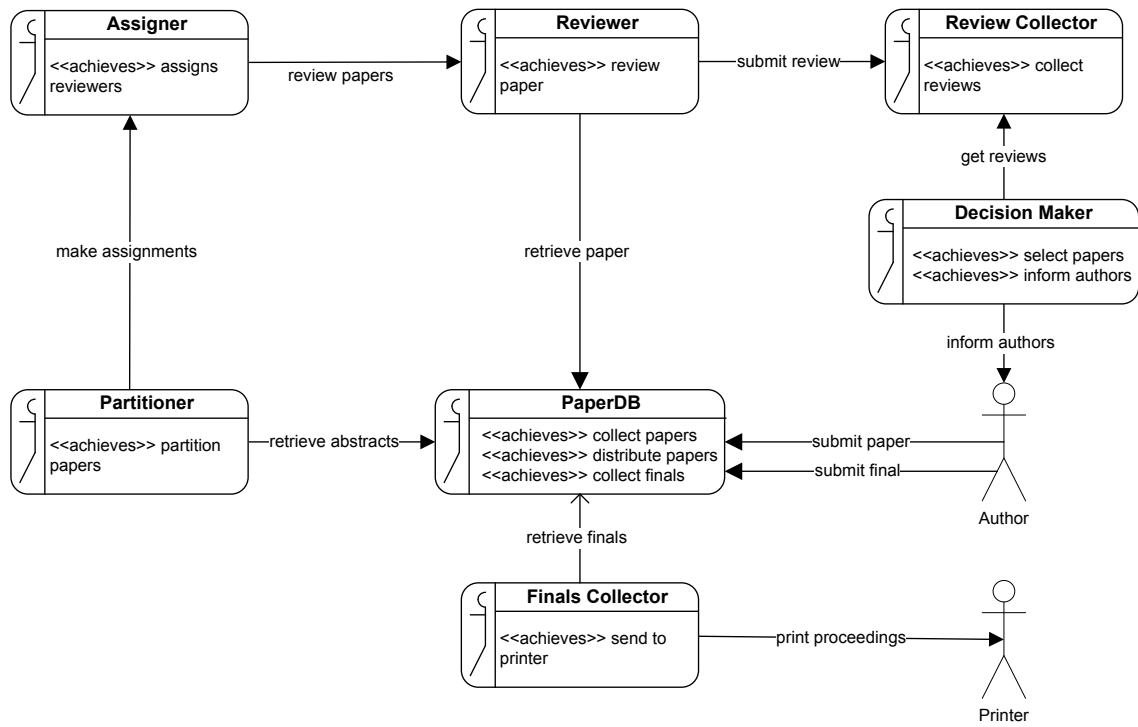 Assigner
<<achieves>> assigns
reviewers
review papers
Reviewer
<<achieves>> review
paper
submit review
Review Collector
<<achieves>> collect
reviews
get reviews
make assignments
retrieve paper
Decision Maker
<<achieves>> select papers
<<achieves>> inform authors
inform authors
Partitioner
<<achieves>> partition
papers
retrieve abstracts
PaperDB
<<achieves>> collect papers
<<achieves>> distribute papers
<<achieves>> collect finals
submit paper
submit final
Author
retrieve finals
Finals Collector
<<achieves>> send to
printer
print proceedings
Printer